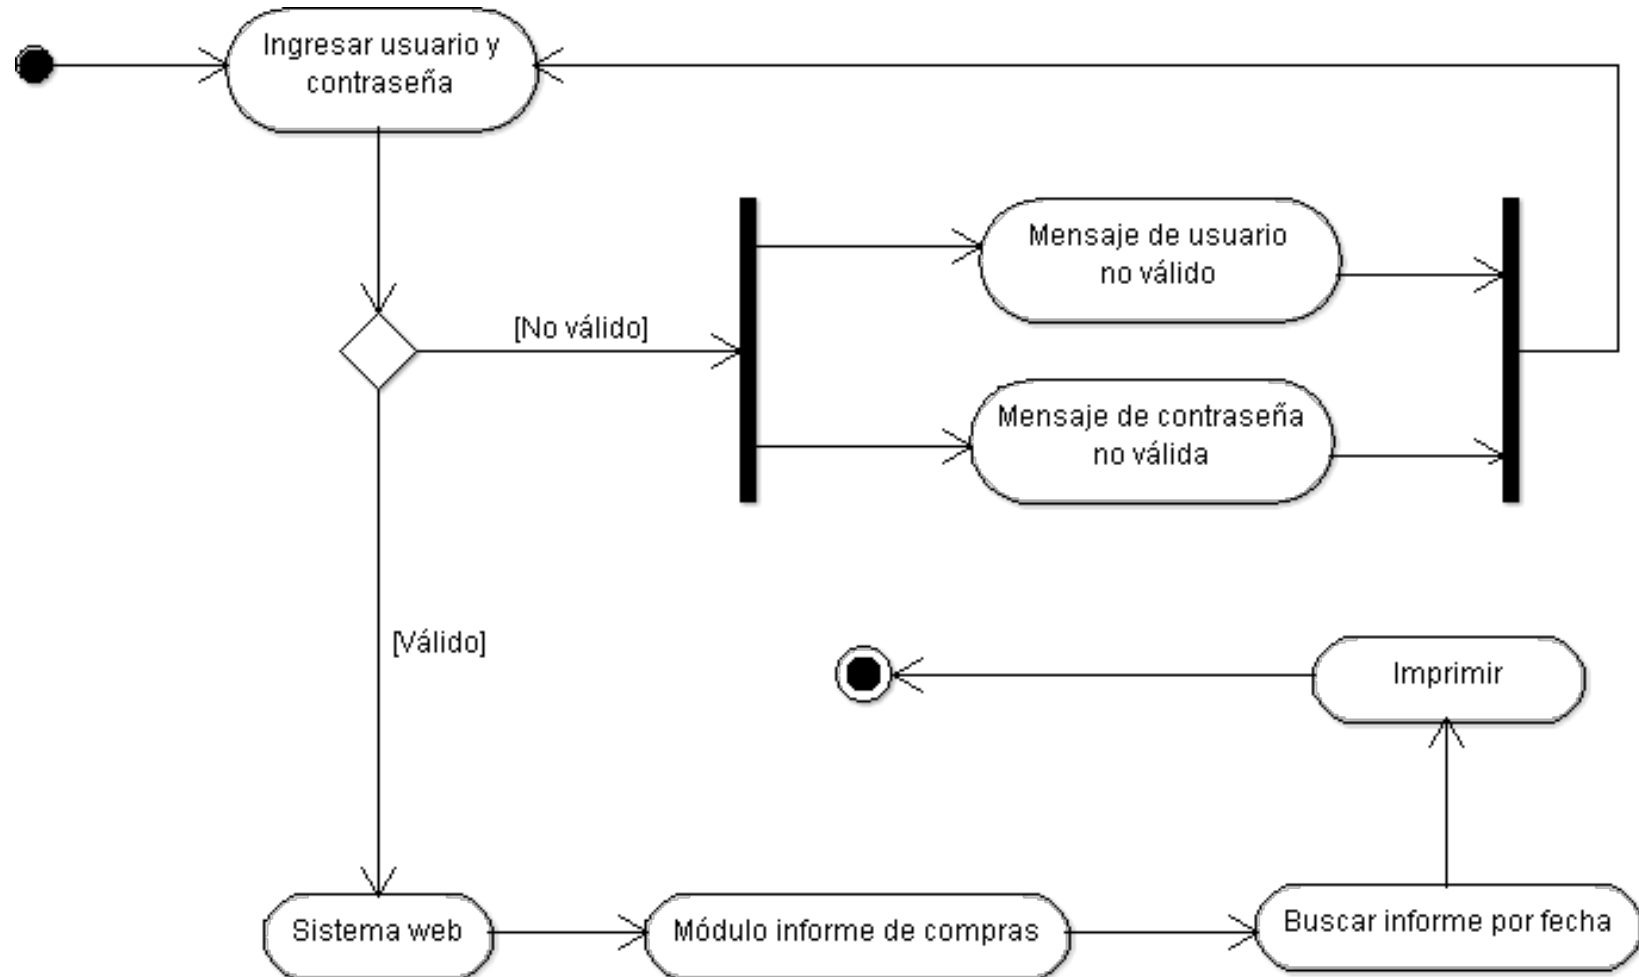 Ingresar usuario y
contraseña
Mensaje de usuario
no válido
[No válido]
Mensaje de contraseña
no válida
[Válido]
Imprimir
Sistema web
Módulo informe de compras
Buscar informe por fecha